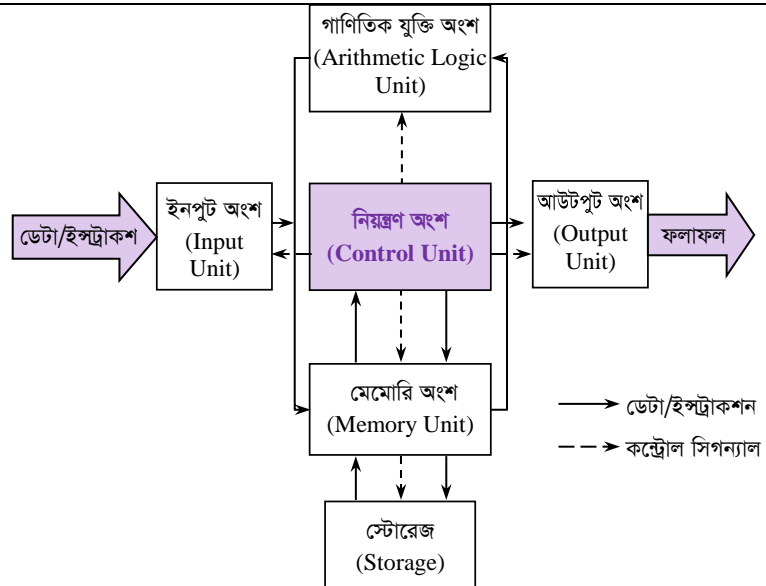 গাণিতিক যুক্তি অংশ
(Arithmetic Logic
Unit)
ডেটা/ইন্সট্রাকশ
ইনপুট অংশ
(Input
Unit)
নিয়ন্ত্রণ অংশ
(Control Unit)
আউটপুট অংশ
(Output
Unit)
ফলাফল
মেমোরি অংশ
(Memory Unit)
ডেটা/ইন্সট্রাকশন
কন্ট্রোল সিগন্যাল
স্টোরেজ
(Storage)